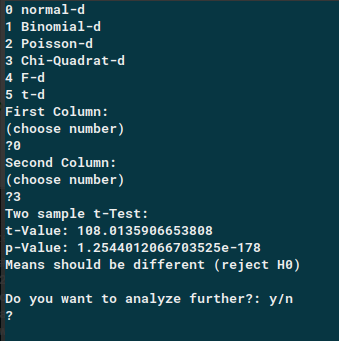 0 normal-d
1 Binomial-d
2 Poisson-d
3 Chi-Quadrat-d
4 F-d
5 t-d
First Column:
(choose number)
?0
Second Column:
(choose number)
?3
Two sample t-Test:
t-Value: 108.0135906653808
p-Value: 1.2544012066703525e-178
Means should be different (reject H0)
Do you want to analyze further?: y/n
?